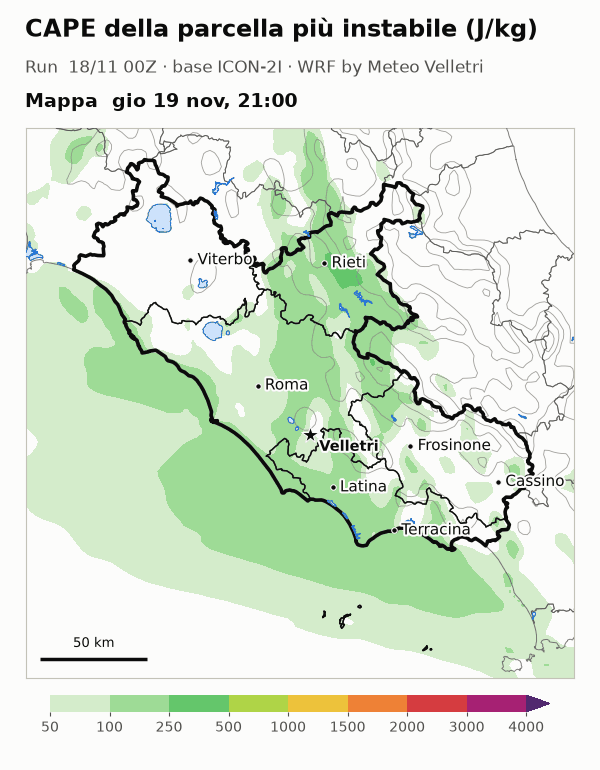 CAPE della parcella più instabile (J/kg)
Run 18/11 00Z · base ICON-2I · WRF by Meteo Velletri
Mappa gio 19 nov, 21:00
Viterbo
Rieti
Roma
Velletri
Frosinone
Latina
Cassino
Terracina
50 km
50 100 250 500 1000 1500 2000 3000 4000